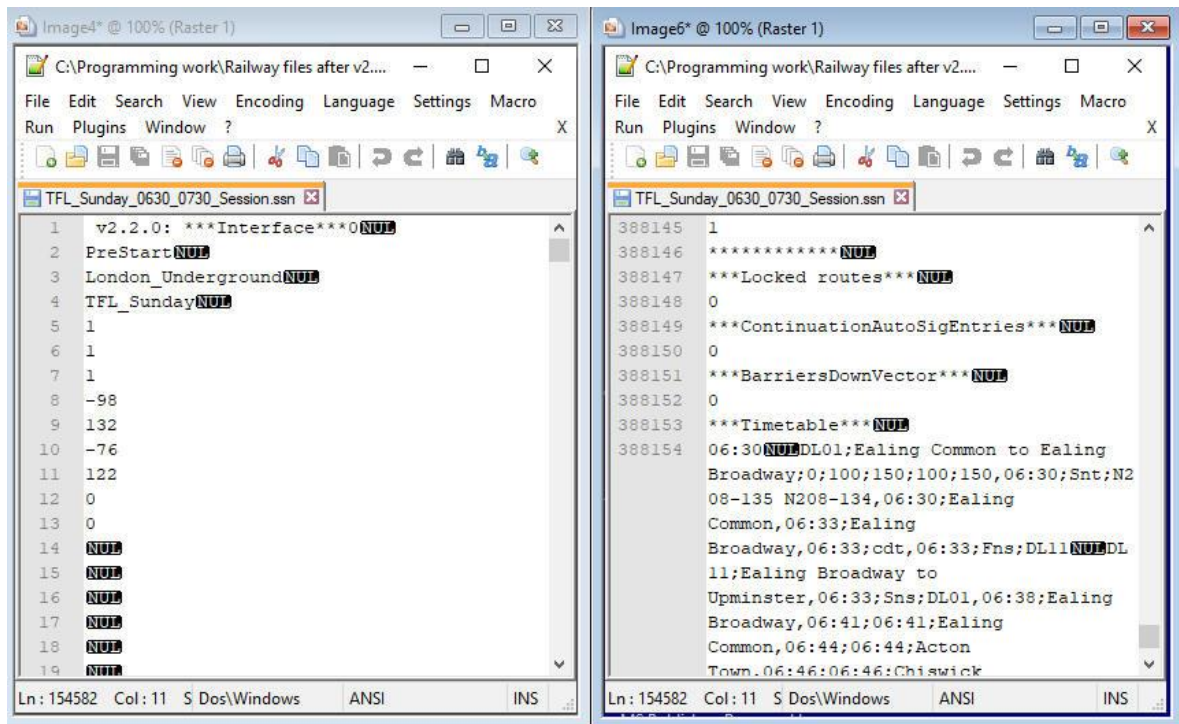 Image4* @ 100% (Raster 1)
C:\Programming work\Railway files after v2....
File Edit Search View Encoding Language Settings Macro
Run Plugins Window ? X
TFL_Sunday_0630_0730_Session.ssn
1 v2.2.0: ***Interface***0NUL
2 PreStartNUL
3 London_UndergroundNUL
4 TFL_SundayNUL
5 1
6 1
7 1
8 -98
9 132
10 -76
11 122
12 0
13 0
14 NUL
15 NUL
16 NUL
17 NUL
18 NUL
19 NUL
Ln : 154582 Col : 11 S Dos\Windows ANSI INS
Image6* @ 100% (Raster 1)
C:\Programming work\Railway files after v2....
File Edit Search View Encoding Language Settings Macro
Run Plugins Window ? X
TFL_Sunday_0630_0730_Session.ssn
388145 1
388146 ************NUL
388147 ***Locked routes***NUL
388148 0
388149 ***ContinuationAutoSigEntries***NUL
388150 0
388151 ***BarriersDownVector***NUL
388152 0
388153 ***Timetable***NUL
388154 06:30NULDL01;Ealing Common to Ealing
Broadway;0;100;150;100;150,06:30;Snt;N2
08-135 N208-134,06:30;Ealing
Common,06:33;Ealing
Broadway,06:33;cdt,06:33;Fns;DL11NULDL
11;Ealing Broadway to
Upminster,06:33;Sns;DL01,06:38;Ealing
Broadway,06:41;06:41;Ealing
Common,06:44;06:44;Acton
Town,06:46;06:46;Chiswick
Ln : 154582 Col : 11 S Dos\Windows ANSI INS